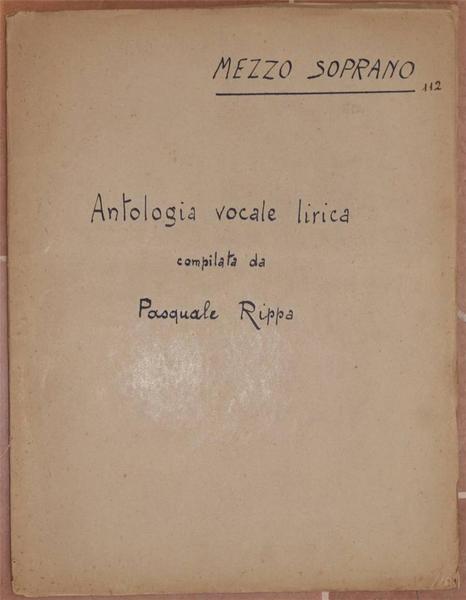 MEZZO SOPRANO
112
Antologia vocale lirica
compilata da
Pasquale Rippa